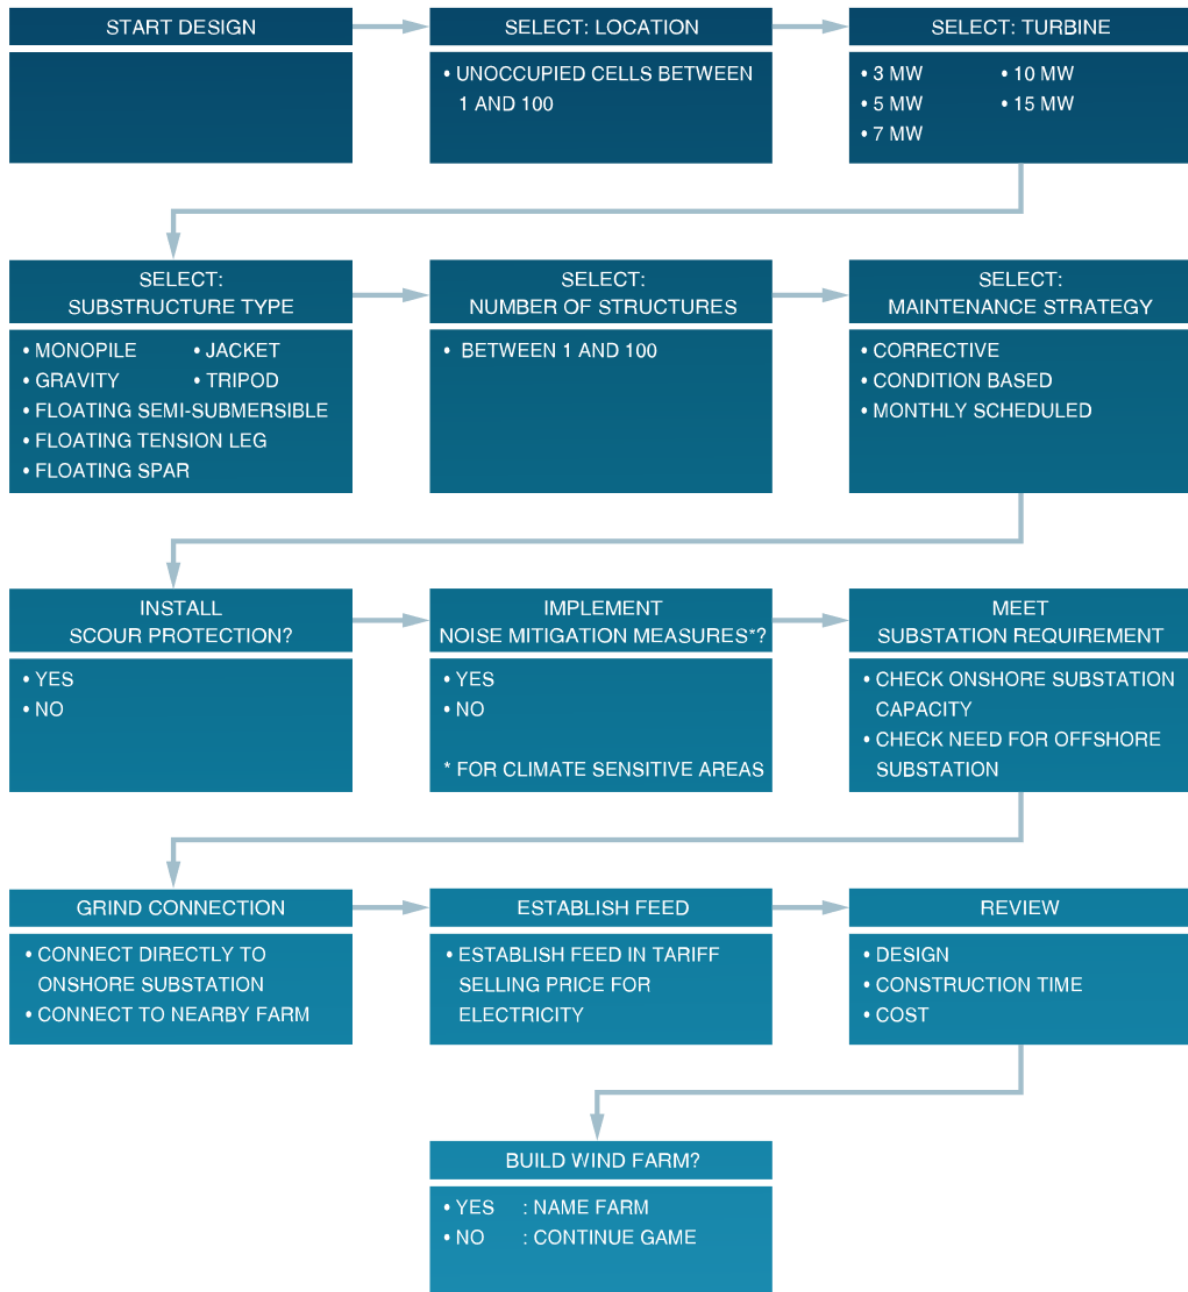 START DESIGN
SELECT: LOCATION
• UNOCCUPIED CELLS BETWEEN
1 AND 100
SELECT: TURBINE
• 3 MW • 10 MW
• 5 MW • 15 MW
• 7 MW
SELECT:
SUBSTRUCTURE TYPE
• MONOPILE • JACKET
• GRAVITY • TRIPOD
• FLOATING SEMI-SUBMERSIBLE
• FLOATING TENSION LEG
• FLOATING SPAR
SELECT:
NUMBER OF STRUCTURES
• BETWEEN 1 AND 100
SELECT:
MAINTENANCE STRATEGY
• CORRECTIVE
• CONDITION BASED
• MONTHLY SCHEDULED
INSTALL
SCOUR PROTECTION?
• YES
• NO
IMPLEMENT
NOISE MITIGATION MEASURES*?
• YES
• NO
* FOR CLIMATE SENSITIVE AREAS
MEET
SUBSTATION REQUIREMENT
• CHECK ONSHORE SUBSTATION
CAPACITY
• CHECK NEED FOR OFFSHORE
SUBSTATION
GRIND CONNECTION
• CONNECT DIRECTLY TO
ONSHORE SUBSTATION
• CONNECT TO NEARBY FARM
ESTABLISH FEED
• ESTABLISH FEED IN TARIFF
SELLING PRICE FOR
ELECTRICITY
REVIEW
• DESIGN
• CONSTRUCTION TIME
• COST
BUILD WIND FARM?
• YES : NAME FARM
• NO : CONTINUE GAME